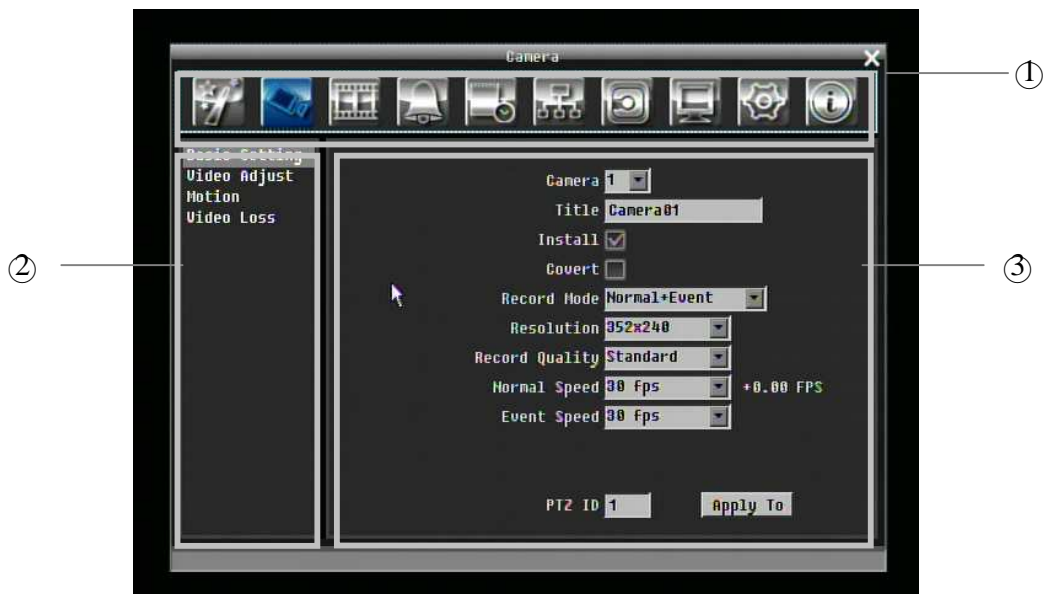 Camera
1
Basic Setting
Video Adjust
Motion
Video Loss
2
Camera 1
Title Camera01
Install
Covert
Record Mode Normal+Event
Resolution 352x240
Record Quality Standard
Normal Speed 30 fps +0.00 FPS
Event Speed 30 fps
PTZ ID 1 Apply To
3